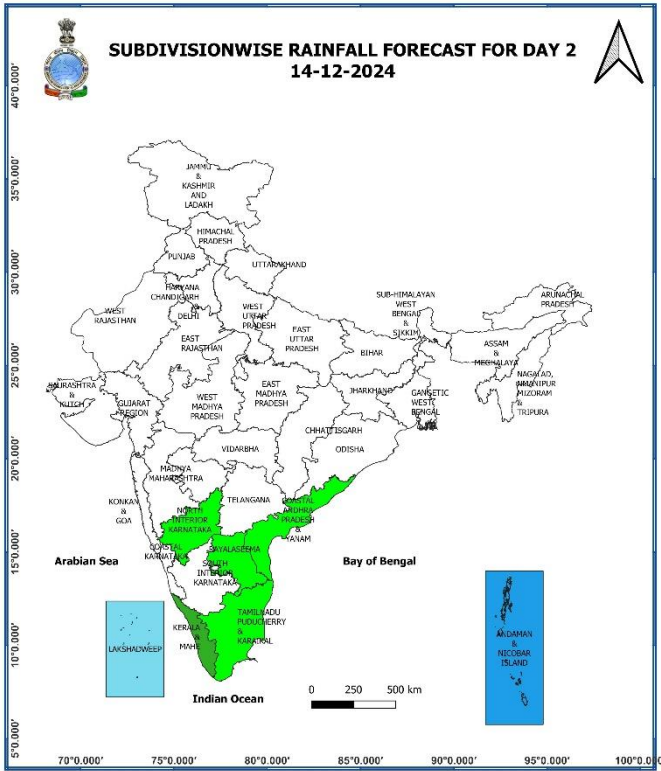 SUBDIVISIONWISE RAINFALL FORECAST FOR DAY 2
14-12-2024
40°0.000'
35°0.000'
30°0.000'
25°0.000'
20°0.000'
15°0.000'
10°0.000'
5°0.000'
JAMMU
&
KASHMIR
AND
LADAKH
HIMACHAL
PRADESH
PUNJAB
UTTARAKHAND
HARYANA
CHANDIGARH
DELHI
WEST
RAJASTHAN
WEST
UTTAR
PRADESH
SUB-HIMALAYAN
WEST
BENGAL
&
SIKKIM
ARUNACHAL
PRADESH
EAST
RAJASTHAN
EAST
UTTAR
PRADESH
BIHAR
ASSAM
&
MEGHALAYA
NAGALAD,
MANIPUR
MIZORAM
&
TRIPURA
SAURASHTRA
&
KUTCH
GUJARAT
REGION
WEST
MADHYA
PRADESH
EAST
MADHYA
PRADESH
JHARKHAND
GANGETIC
WEST
BENGAL
CHHATTISGARH
ODISHA
VIDARBHA
MADHYA
MAHARASHTRA
KONKAN
&
GOA
TELANGANA
COASTAL
ANDHRA
PRADESH
&
YANAM
NORTH
INTERIOR
KARNATAKA
COASTAL
KARNATAKA
RAYALASEEMA
SOUTH
INTERIOR
KARNATAKA
Arabian Sea
Bay of Bengal
LAKSHADWEEP
KERALA
&
MAHE
TAMILNADU
PUDUCHERRY
&
KARAIKAL
ANDAMAN
&
NICOBAR
ISLAND
Indian Ocean
0 250 500 km
70°0.000' 75°0.000' 80°0.000' 85°0.000' 90°0.000' 95°0.000' 100°0.000'